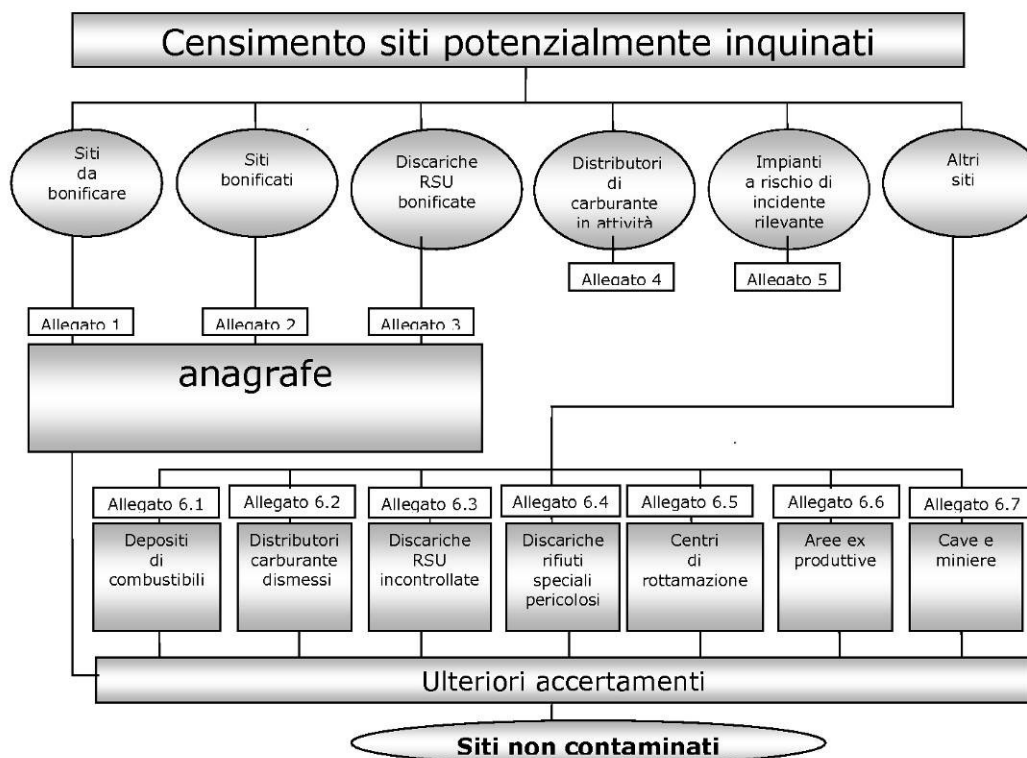 Censimento siti potenzialmente inquinati
Siti
da
bonificare
Siti
bonificati
Discariche
RSU
bonificate
Distributori
di
carburante
in attività
Impianti
a rischio di
incidente
rilevante
Altri
siti
Allegato 4
Allegato 5
Allegato 1
Allegato 2
Allegato 3
anagrafe
Allegato 6.1
Allegato 6.2
Allegato 6.3
Allegato 6.4
Allegato 6.5
Allegato 6.6
Allegato 6.7
Depositi
di
combustibili
Distributori
carburante
dismessi
Discariche
RSU
incontrollate
Discariche
rifiuti
speciali
pericolosi
Centri
di
rottamazione
Aree ex
produttive
Cave e
miniere
Ulteriori accertamenti
Siti non contaminati